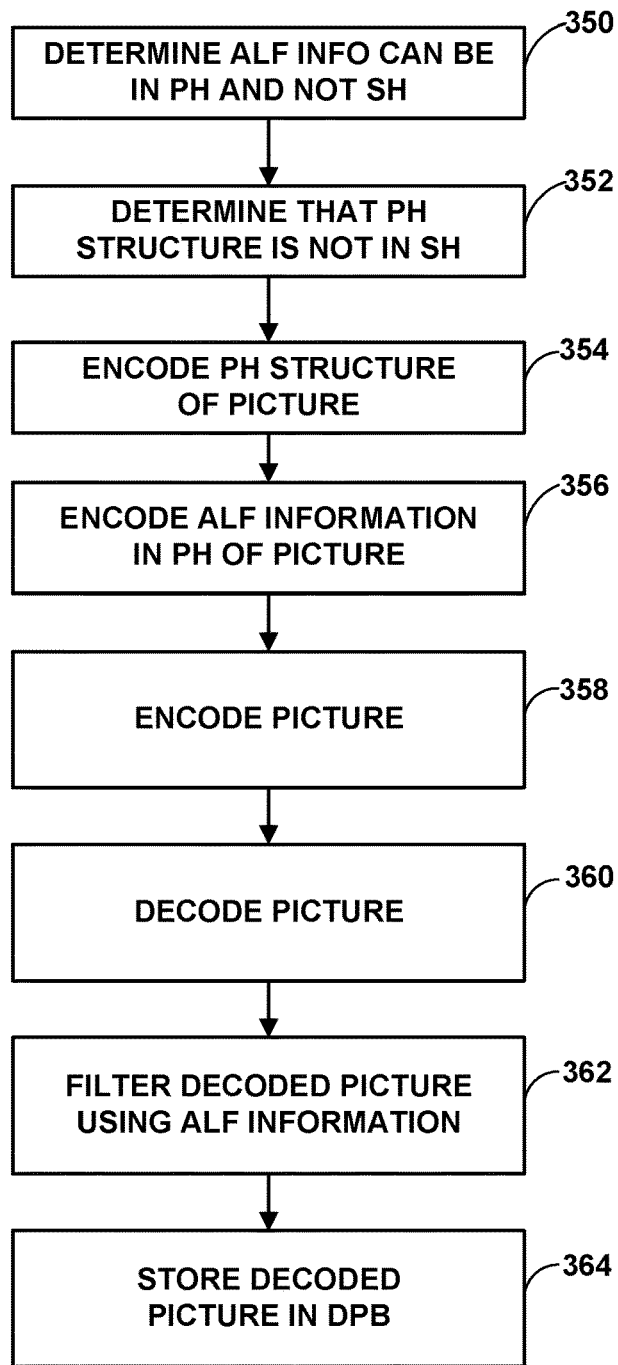 350
DETERMINE ALF INFO CAN BE
IN PH AND NOT SH
352
DETERMINE THAT PH
STRUCTURE IS NOT IN SH
354
ENCODE PH STRUCTURE
OF PICTURE
356
ENCODE ALF INFORMATION
IN PH OF PICTURE
358
ENCODE PICTURE
360
DECODE PICTURE
362
FILTER DECODED PICTURE
USING ALF INFORMATION
364
STORE DECODED
PICTURE IN DPB